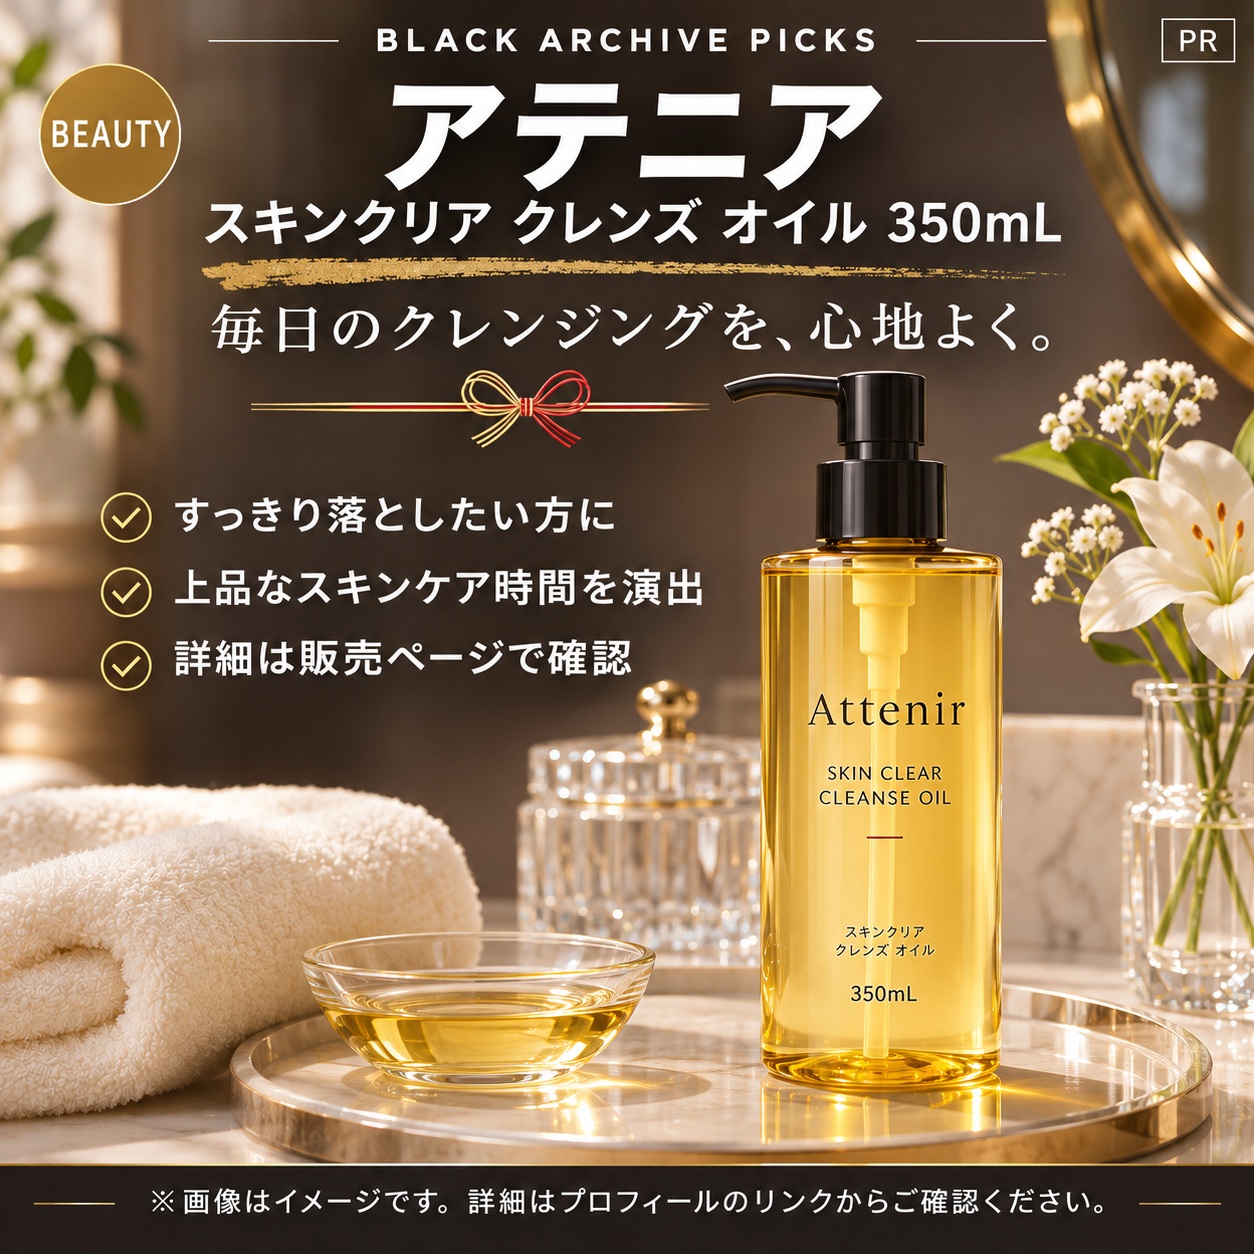 BLACK ARCHIVE PICKS
PR
BEAUTY
アテニア
スキンクリア クレンズ オイル 350mL
毎日のクレンジングを、心地よく。
すっきり落としたい方に
上品なスキンケア時間を演出
詳細は販売ページで確認
Attenir
SKIN CLEAR
CLEANSE OIL
スキンクリア
クレンズ オイル
350mL
※画像はイメージです。詳細はプロフィールのリンクからご確認ください。